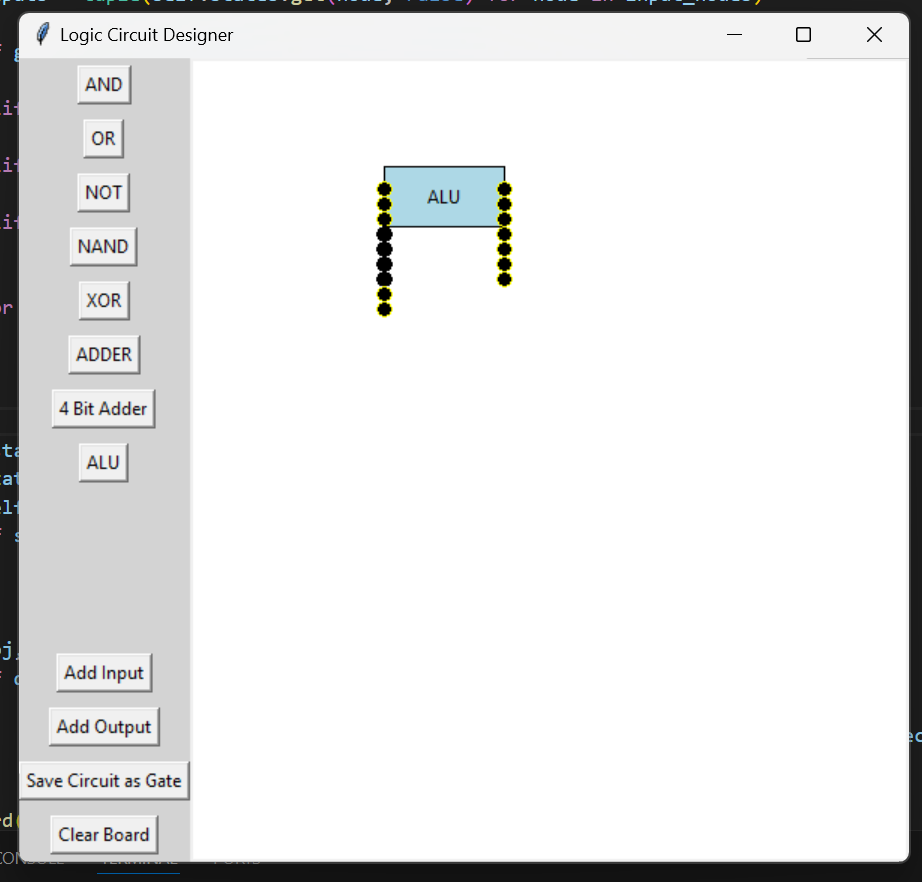 Logic Circuit Designer
AND
OR
NOT
NAND
XOR
ADDER
4 Bit Adder
ALU
ALU
Add Input
Add Output
Save Circuit as Gate
Clear Board